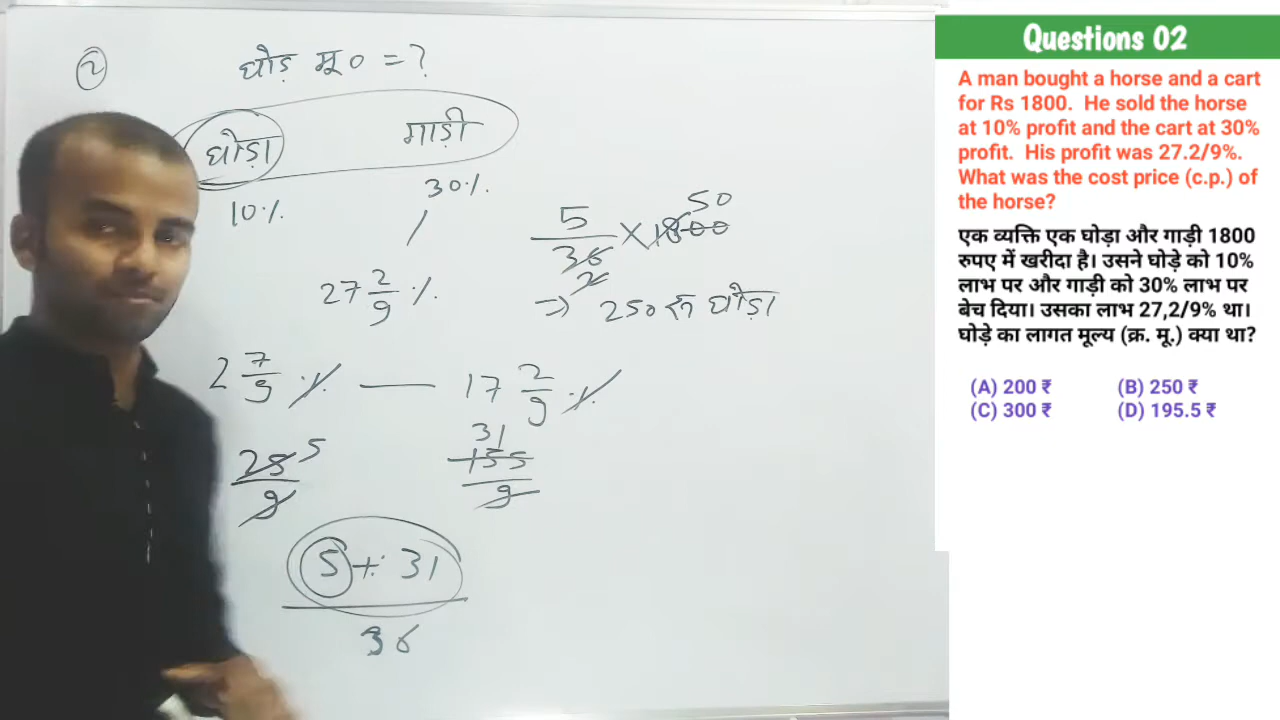 २
घोड़ मू० = ?
घोड़ा गाड़ी
10% 30%
27 2/9 %
2 7/9 % — 17 2/9 %
25/9 5 155/9 31
5 + 31
36
5/36 × 1800 50
2
⇒ 250 रु घोड़ा
Questions 02
A man bought a horse and a cart
for Rs 1800. He sold the horse
at 10% profit and the cart at 30%
profit. His profit was 27.2/9%.
What was the cost price (c.p.) of
the horse?
एक व्यक्ति एक घोड़ा और गाड़ी 1800
रुपए में खरीदा है। उसने घोड़े को 10%
लाभ पर और गाड़ी को 30% लाभ पर
बेच दिया। उसका लाभ 27,2/9% था।
घोड़े का लागत मूल्य (क्र. मू.) क्या था?
(A) 200 ₹ (B) 250 ₹
(C) 300 ₹ (D) 195.5 ₹